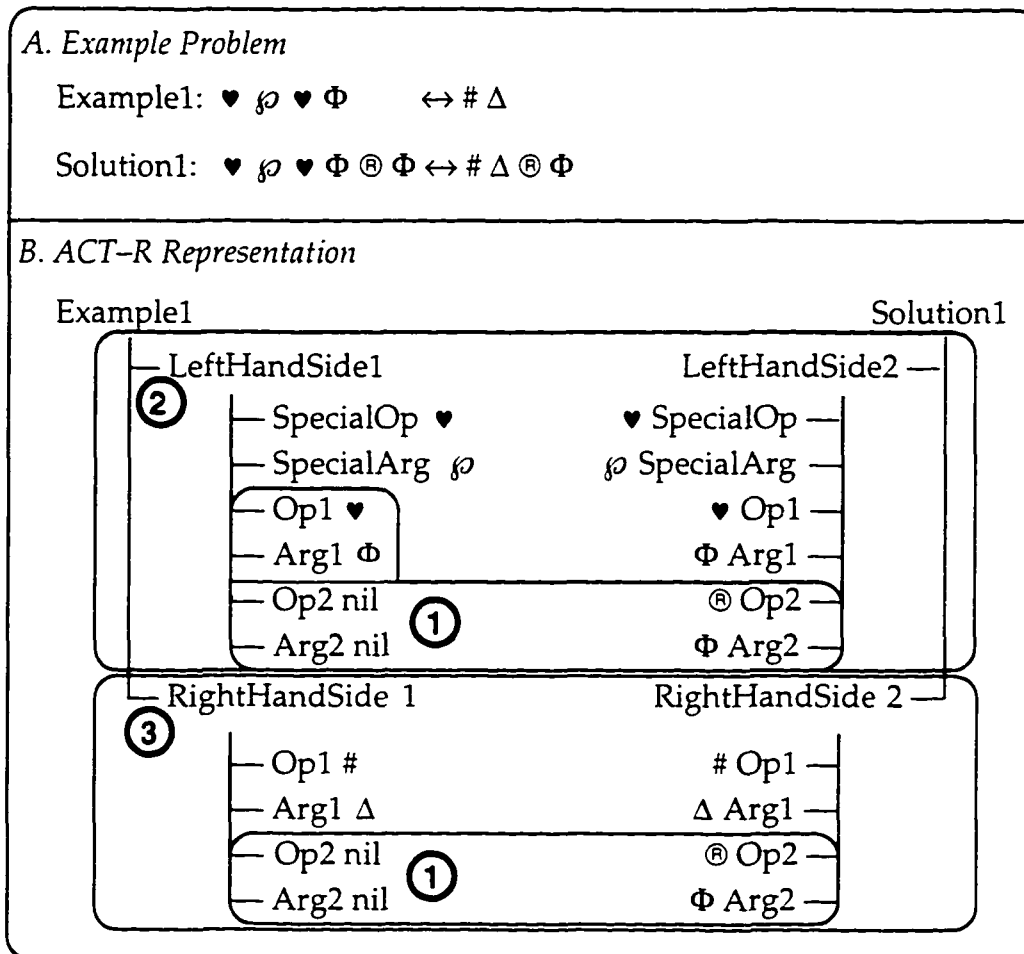 A. Example Problem
Example1: ♥ ℘ ♥ Φ ↔ # Δ
Solution1: ♥ ℘ ♥ Φ ® Φ ↔ # Δ ® Φ
B. ACT–R Representation
Example1 Solution1
LeftHandSide1 LeftHandSide2
2
SpecialOp ♥ ♥ SpecialOp
SpecialArg ℘ ℘ SpecialArg
Op1 ♥ ♥ Op1
Arg1 Φ Φ Arg1
Op2 nil ® Op2
1
Arg2 nil Φ Arg2
RightHandSide 1 RightHandSide 2
3
Op1 # # Op1
Arg1 Δ Δ Arg1
Op2 nil ® Op2
1
Arg2 nil Φ Arg2